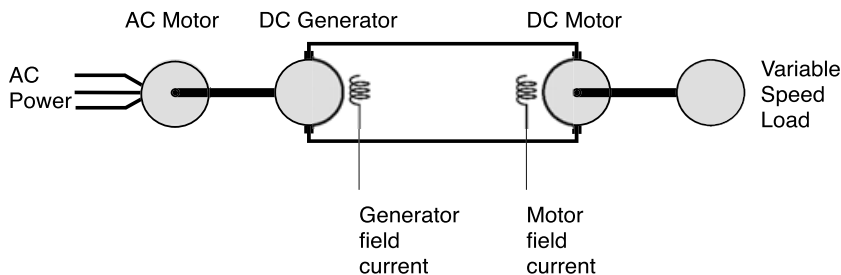 AC Motor
DC Generator
DC Motor
AC
Power
Variable
Speed
Load
Generator
field
current
Motor
field
current